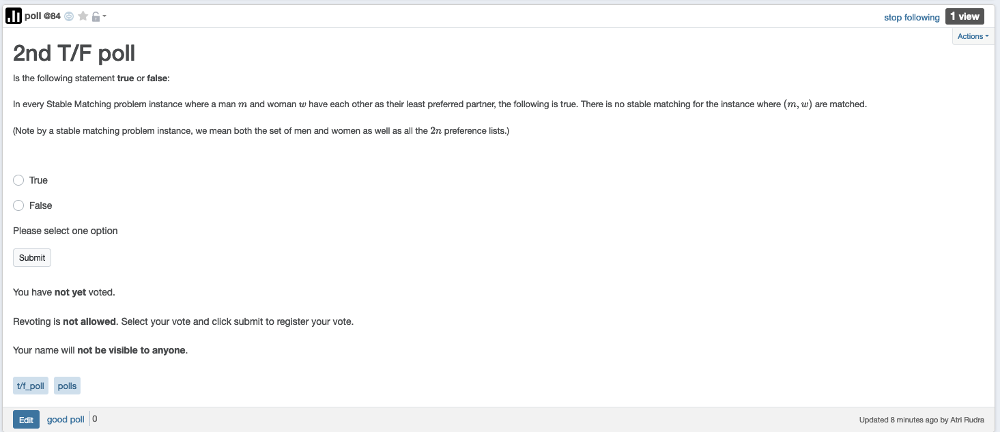 poll @84
stop following 1 view
Actions
2nd T/F poll
Is the following statement true or false:
In every Stable Matching problem instance where a man m and woman w have each other as their least preferred partner, the following is true. There is no stable matching for the instance where (m, w) are matched.
(Note by a stable matching problem instance, we mean both the set of men and women as well as all the 2n preference lists.)
True
False
Please select one option
Submit
You have not yet voted.
Revoting is not allowed. Select your vote and click submit to register your vote.
Your name will not be visible to anyone.
t/f_poll polls
Edit good poll 0 Updated 8 minutes ago by Atri Rudra